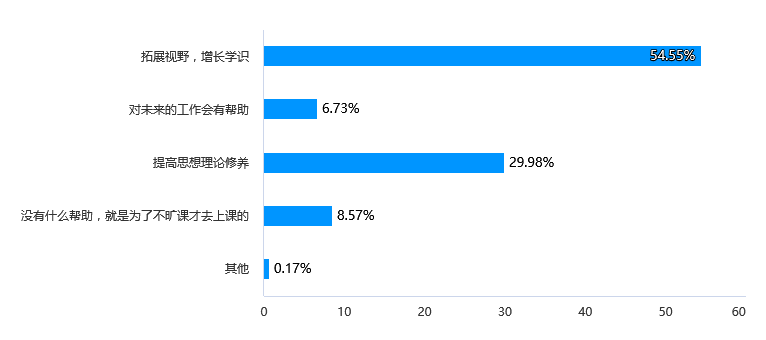 拓展视野，增长学识
54.55%
对未来的工作会有帮助
6.73%
提高思想理论修养
29.98%
没有什么帮助，就是为了不旷课才去上课的
8.57%
其他
0.17%
0 10 20 30 40 50 60